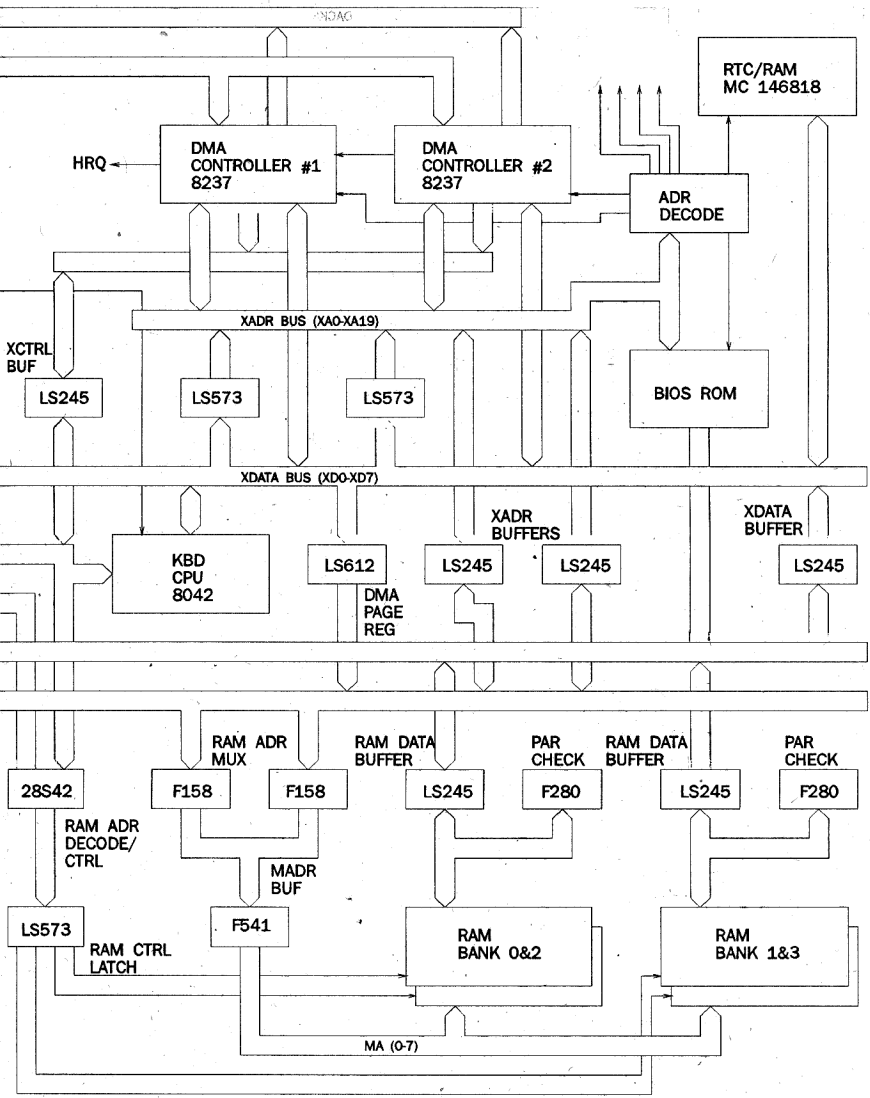 RTC/RAM
MC 146818
DMA
CONTROLLER #1
8237
DMA
CONTROLLER #2
8237
HRQ
ADR
DECODE
XADR BUS (XA0-XA19)
XCTRL
BUF
LS245
LS573
LS573
BIOS ROM
XDATA BUS (XD0-XD7)
XADR
BUFFERS
XDATA
BUFFER
KBD
CPU
8042
LS612
LS245
LS245
LS245
DMA
PAGE
REG
RAM ADR
MUX
RAM DATA
BUFFER
PAR
CHECK
RAM DATA
BUFFER
PAR
CHECK
28S42
F158
F158
LS245
F280
LS245
F280
RAM ADR
DECODE/
CTRL
MADR
BUF
LS573
F541
RAM
BANK 0&2
RAM
BANK 1&3
RAM CTRL
LATCH
MA (0-7)